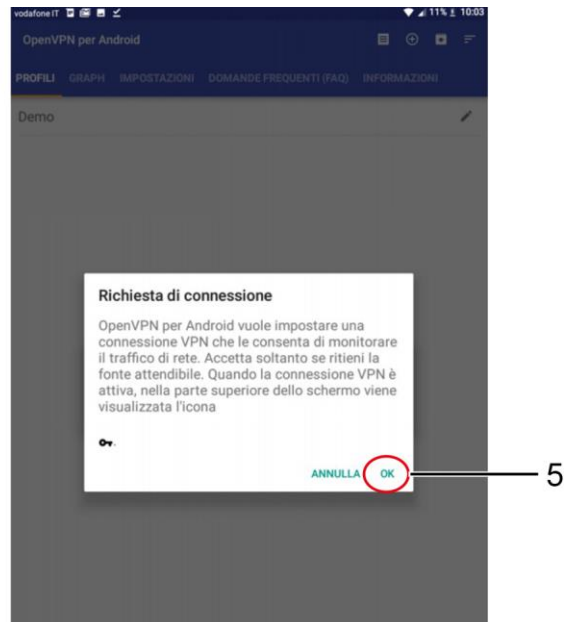 vodafone IT 11% 10:03
OpenVPN per Android
PROFILI GRAPH IMPOSTAZIONI DOMANDE FREQUENTI (FAQ) INFORMAZIONI
Demo
Richiesta di connessione
OpenVPN per Android vuole impostare una
connessione VPN che le consenta di monitorare
il traffico di rete. Accetta soltanto se ritieni la
fonte attendibile. Quando la connessione VPN è
attiva, nella parte superiore dello schermo viene
visualizzata l'icona
.
ANNULLA OK
5